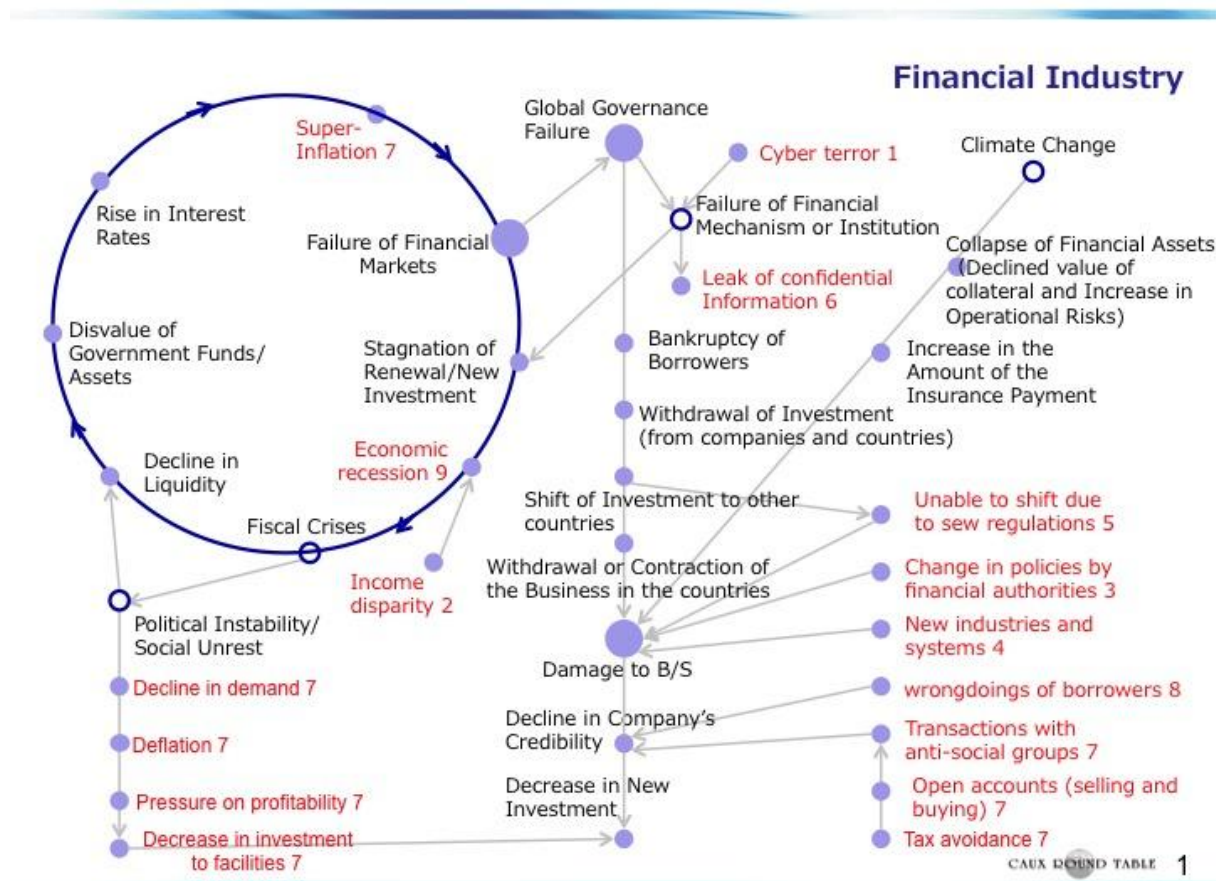 Financial Industry
Super-
Inflation 7
Rise in Interest
Rates
Failure of Financial
Markets
Disvalue of
Government Funds/
Assets
Stagnation of
Renewal/New
Investment
Economic
recession 9
Decline in
Liquidity
Fiscal Crises
Income
disparity 2
Political Instability/
Social Unrest
Decline in demand 7
Deflation 7
Pressure on profitability 7
Decrease in investment
to facilities 7
Global Governance
Failure
Cyber terror 1
Failure of Financial
Mechanism or Institution
Leak of confidential
Information 6
Bankruptcy of
Borrowers
Withdrawal of Investment
(from companies and countries)
Shift of Investment to other
countries
Withdrawal or Contraction of
the Business in the countries
Damage to B/S
Decline in Company's
Credibility
Decrease in New
Investment
Climate Change
Collapse of Financial Assets
(Declined value of
collateral and Increase in
Operational Risks)
Increase in the
Amount of the
Insurance Payment
Unable to shift due
to sew regulations 5
Change in policies by
financial authorities 3
New industries and
systems 4
wrongdoings of borrowers 8
Transactions with
anti-social groups 7
Open accounts (selling and
buying) 7
Tax avoidance 7
CAUX ROUND TABLE 1